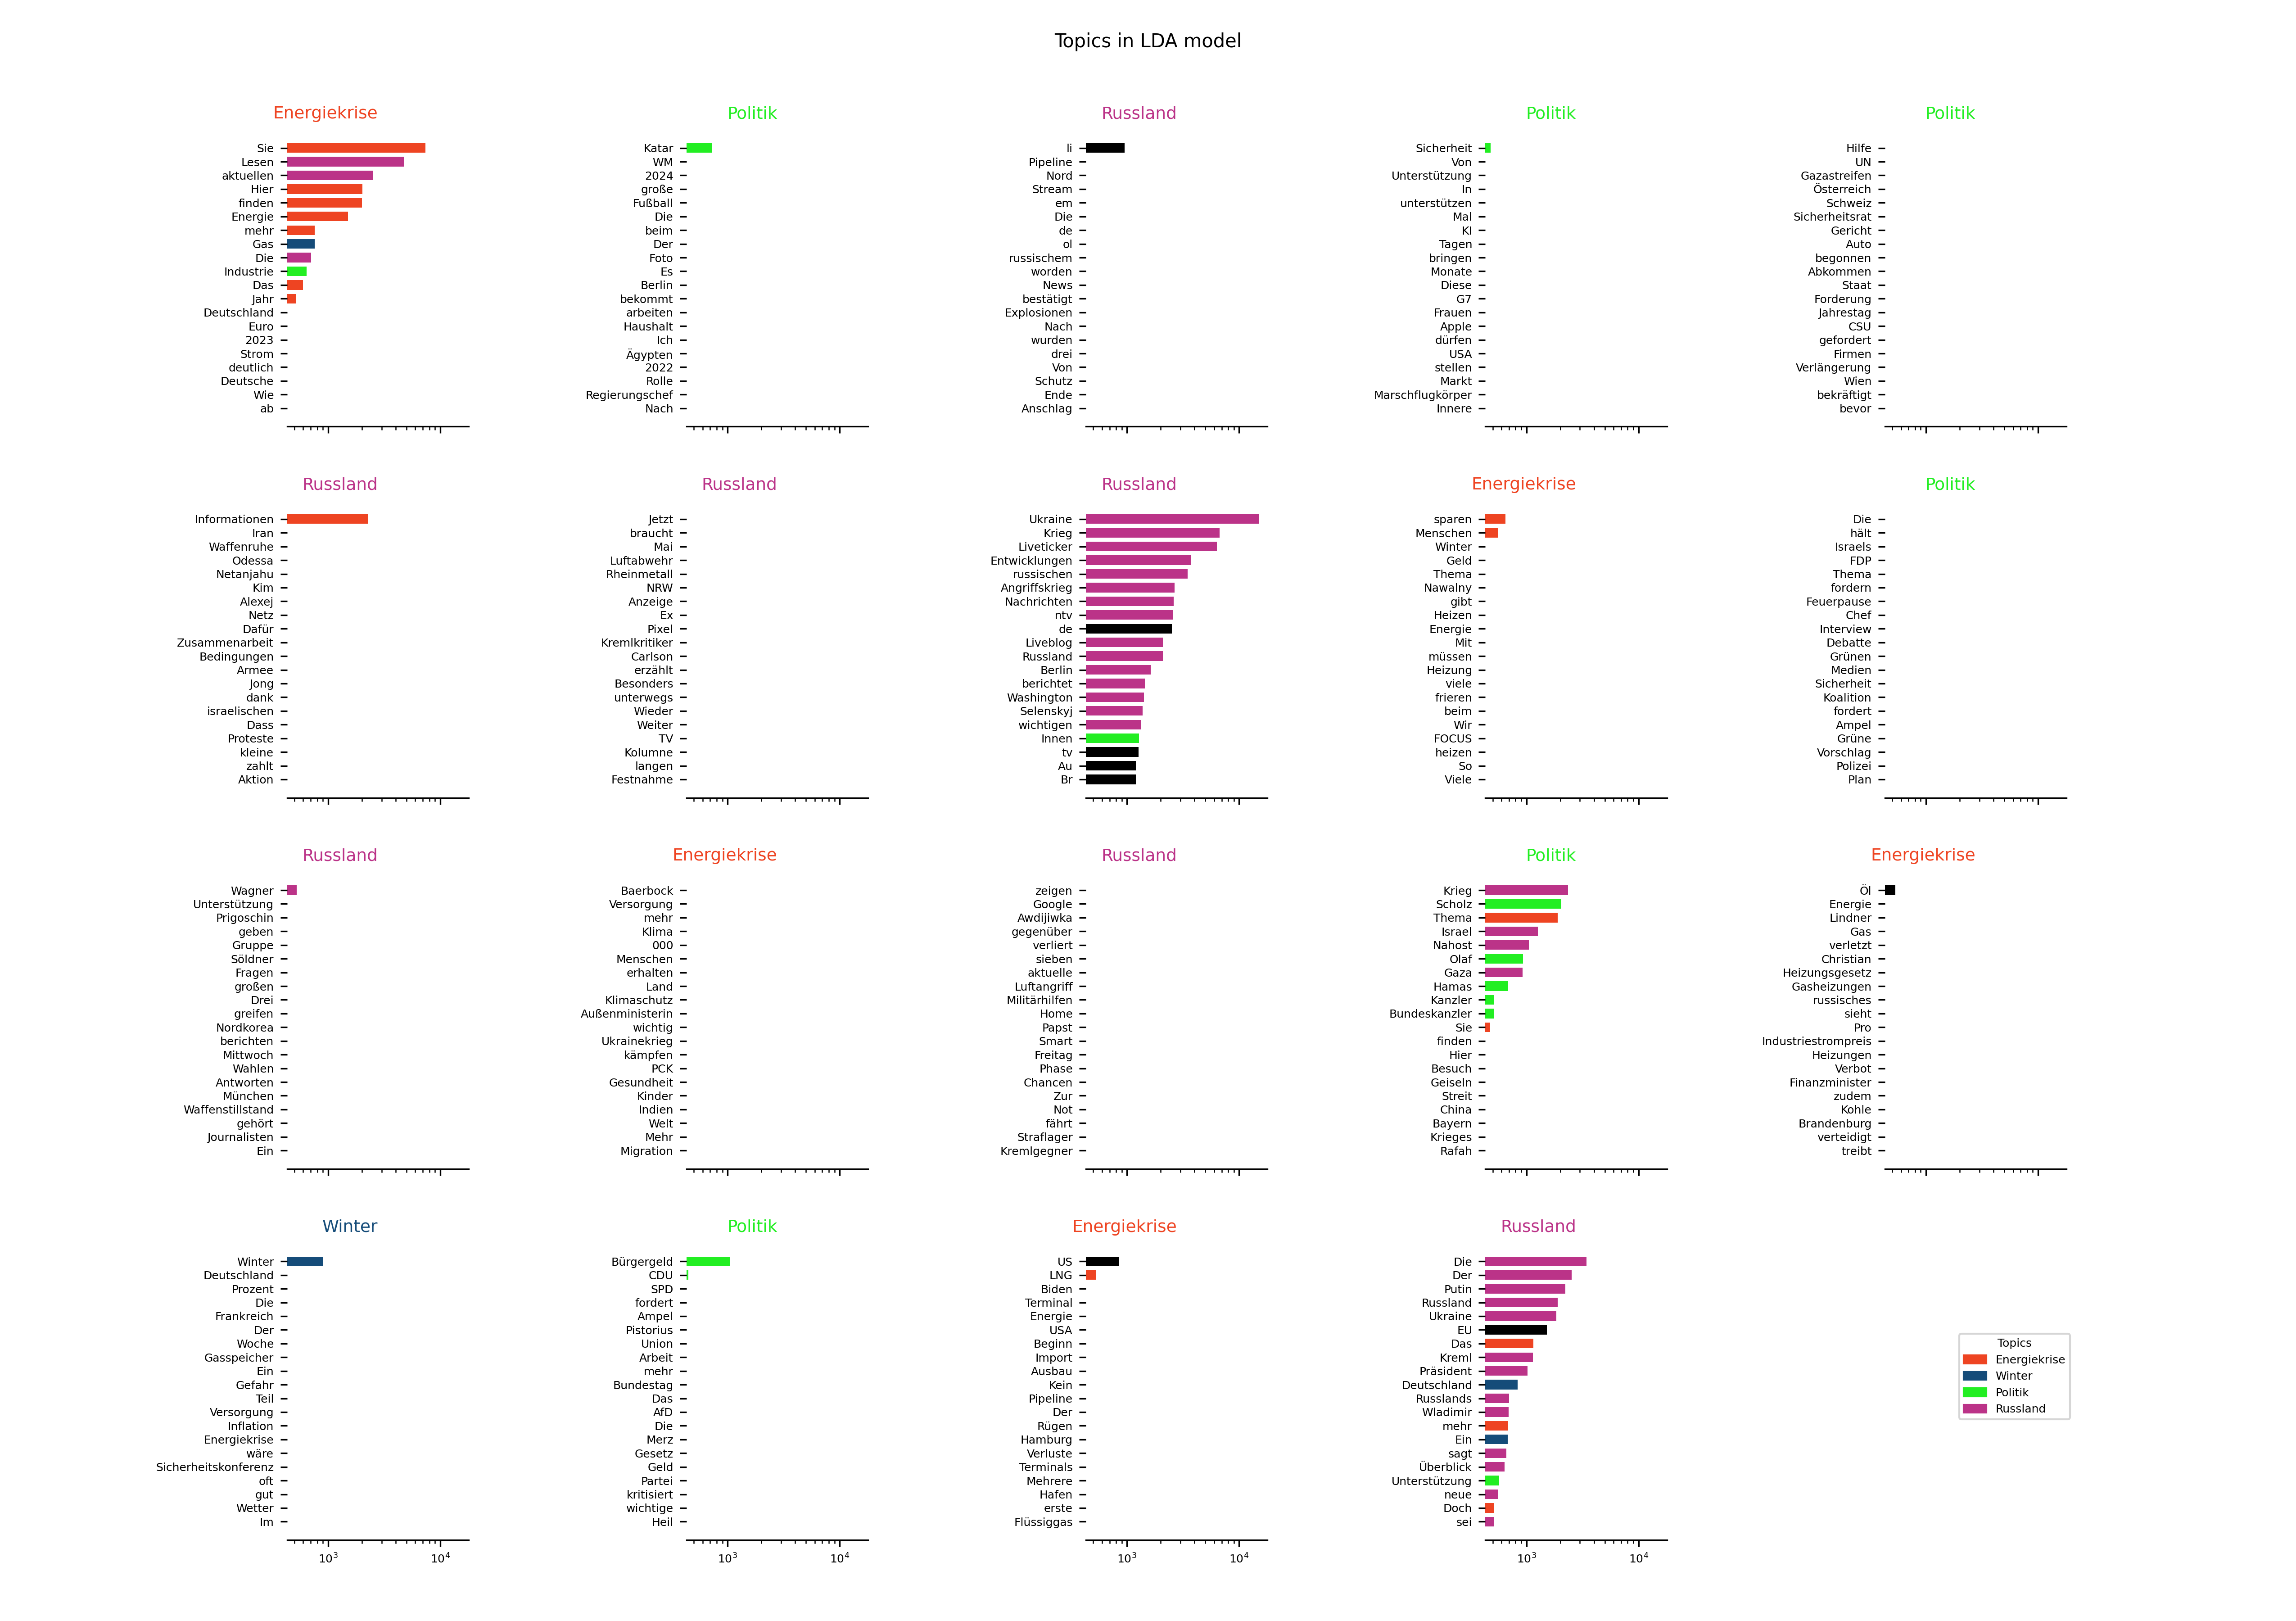 Topics in LDA model
Energiekrise
Sie
Lesen
aktuellen
Hier
finden
Energie
mehr
Gas
Die
Industrie
Das
Jahr
Deutschland
Euro
2023
Strom
deutlich
Deutsche
Wie
ab
Politik
Katar
WM
2024
große
Fußball
Die
beim
Der
Foto
Es
Berlin
bekommt
arbeiten
Haushalt
Ich
Ägypten
2022
Rolle
Regierungschef
Nach
Russland
li
Pipeline
Nord
Stream
em
Die
de
ol
russischem
worden
News
bestätigt
Explosionen
Nach
wurden
drei
Von
Schutz
Ende
Anschlag
Politik
Sicherheit
Von
Unterstützung
In
unterstützen
Mal
KI
Tagen
bringen
Monate
Diese
G7
Frauen
Apple
dürfen
USA
stellen
Markt
Marschflugkörper
Innere
Politik
Hilfe
UN
Gazastreifen
Österreich
Schweiz
Sicherheitsrat
Gericht
Auto
begonnen
Abkommen
Staat
Forderung
Jahrestag
CSU
gefordert
Firmen
Verlängerung
Wien
bekräftigt
bevor
Russland
Informationen
Iran
Waffenruhe
Odessa
Netanjahu
Kim
Alexej
Netz
Dafür
Zusammenarbeit
Bedingungen
Armee
Jong
dank
israelischen
Dass
Proteste
kleine
zahlt
Aktion
Russland
Jetzt
braucht
Mai
Luftabwehr
Rheinmetall
NRW
Anzeige
Ex
Pixel
Kremlkritiker
Carlson
erzählt
Besonders
unterwegs
Wieder
Weiter
TV
Kolumne
langen
Festnahme
Russland
Ukraine
Krieg
Liveticker
Entwicklungen
russischen
Angriffskrieg
Nachrichten
ntv
de
Liveblog
Russland
Berlin
berichtet
Washington
Selenskyj
wichtigen
Innen
tv
Au
Br
Energiekrise
sparen
Menschen
Winter
Geld
Thema
Nawalny
gibt
Heizen
Energie
Mit
müssen
Heizung
viele
frieren
beim
Wir
FOCUS
heizen
So
Viele
Politik
Die
hält
Israels
FDP
Thema
fordern
Feuerpause
Chef
Interview
Debatte
Grünen
Medien
Sicherheit
Koalition
fordert
Ampel
Grüne
Vorschlag
Polizei
Plan
Russland
Wagner
Unterstützung
Prigoschin
geben
Gruppe
Söldner
Fragen
großen
Drei
greifen
Nordkorea
berichten
Mittwoch
Wahlen
Antworten
München
Waffenstillstand
gehört
Journalisten
Ein
Energiekrise
Baerbock
Versorgung
mehr
Klima
000
Menschen
erhalten
Land
Klimaschutz
Außenministerin
wichtig
Ukrainekrieg
kämpfen
PCK
Gesundheit
Kinder
Indien
Welt
Mehr
Migration
Russland
zeigen
Google
Awdijiwka
gegenüber
verliert
sieben
aktuelle
Luftangriff
Militärhilfen
Home
Papst
Smart
Freitag
Phase
Chancen
Zur
Not
fährt
Straflager
Kremlgegner
Politik
Krieg
Scholz
Thema
Israel
Nahost
Olaf
Gaza
Hamas
Kanzler
Bundeskanzler
Sie
finden
Hier
Besuch
Geiseln
Streit
China
Bayern
Krieges
Rafah
Energiekrise
Öl
Energie
Lindner
Gas
verletzt
Christian
Heizungsgesetz
Gasheizungen
russisches
sieht
Pro
Industriestrompreis
Heizungen
Verbot
Finanzminister
zudem
Kohle
Brandenburg
verteidigt
treibt
Winter
Winter
Deutschland
Prozent
Die
Frankreich
Der
Woche
Gasspeicher
Ein
Gefahr
Teil
Versorgung
Inflation
Energiekrise
wäre
Sicherheitskonferenz
oft
gut
Wetter
Im
10³ 10⁴
Politik
Bürgergeld
CDU
SPD
fordert
Ampel
Pistorius
Union
Arbeit
mehr
Bundestag
Das
AfD
Die
Merz
Gesetz
Geld
Partei
kritisiert
wichtige
Heil
10³ 10⁴
Energiekrise
US
LNG
Biden
Terminal
Energie
USA
Beginn
Import
Ausbau
Kein
Pipeline
Der
Rügen
Hamburg
Verluste
Terminals
Mehrere
Hafen
erste
Flüssiggas
10³ 10⁴
Russland
Die
Der
Putin
Russland
Ukraine
EU
Das
Kreml
Präsident
Deutschland
Russlands
Wladimir
mehr
Ein
sagt
Überblick
Unterstützung
neue
Doch
sei
10³ 10⁴
Topics
Energiekrise
Winter
Politik
Russland